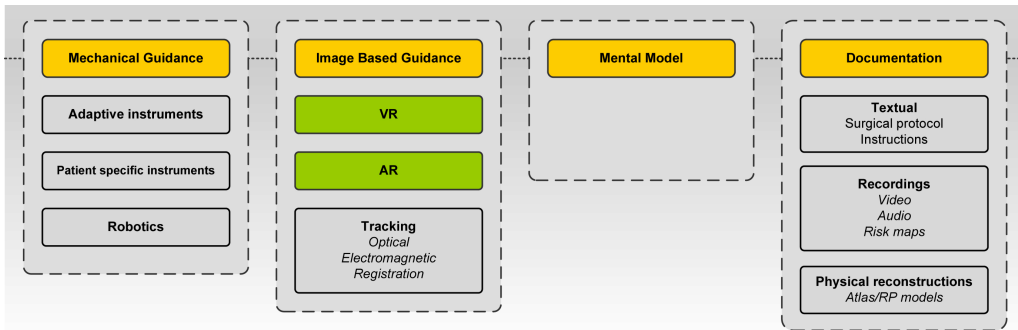 Mechanical Guidance
Adaptive instruments
Patient specific instruments
Robotics
Image Based Guidance
VR
AR
Tracking
Optical
Electromagnetic
Registration
Mental Model
Documentation
Textual
Surgical protocol
Instructions
Recordings
Video
Audio
Risk maps
Physical reconstructions
Atlas/RP models